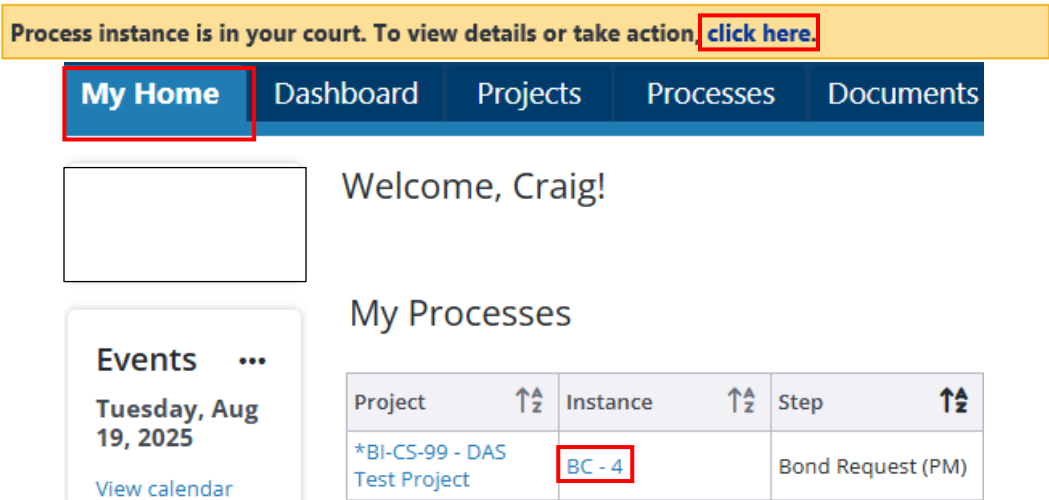 Process instance is in your court. To view details or take action, click here.
My Home Dashboard Projects Processes Documents
Welcome, Craig!
My Processes
Events •••
Tuesday, Aug
19, 2025
View calendar
Project Instance Step
*BI-CS-99 - DAS
Test Project
BC - 4
Bond Request (PM)